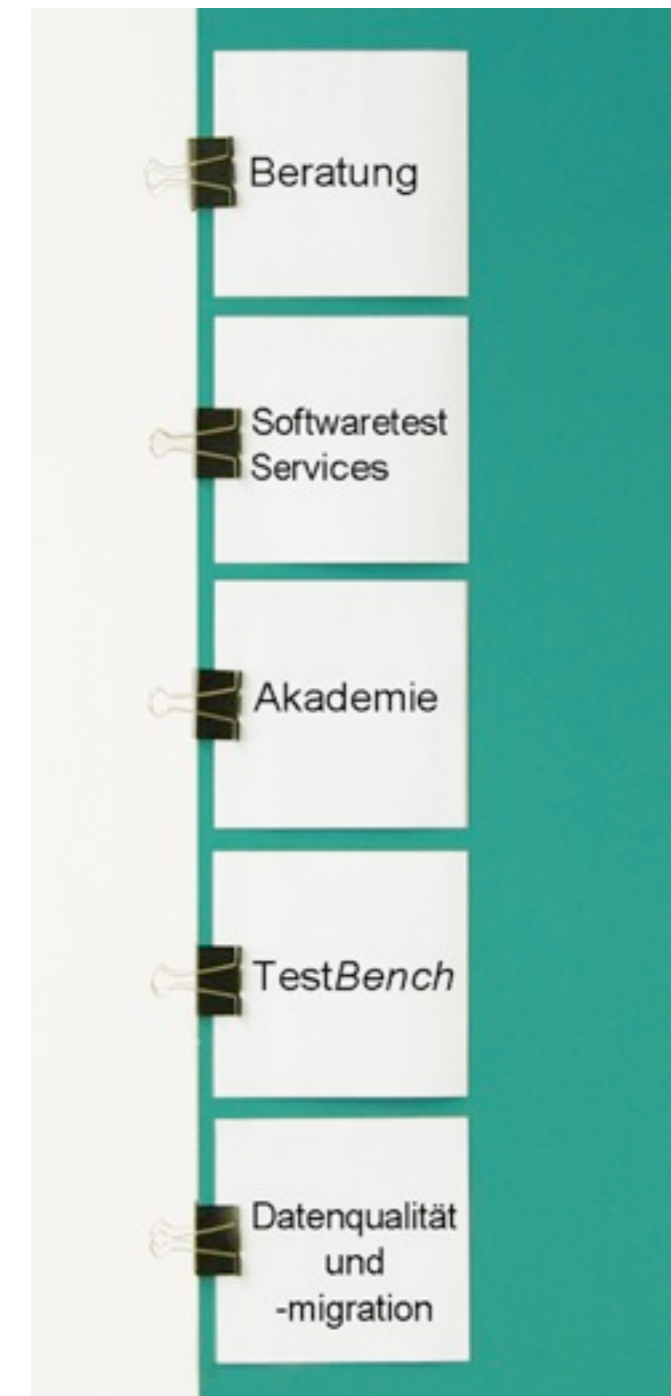 Beratung
Softwaretest
Services
Akademie
TestBench
Datenqualität
und
-migration